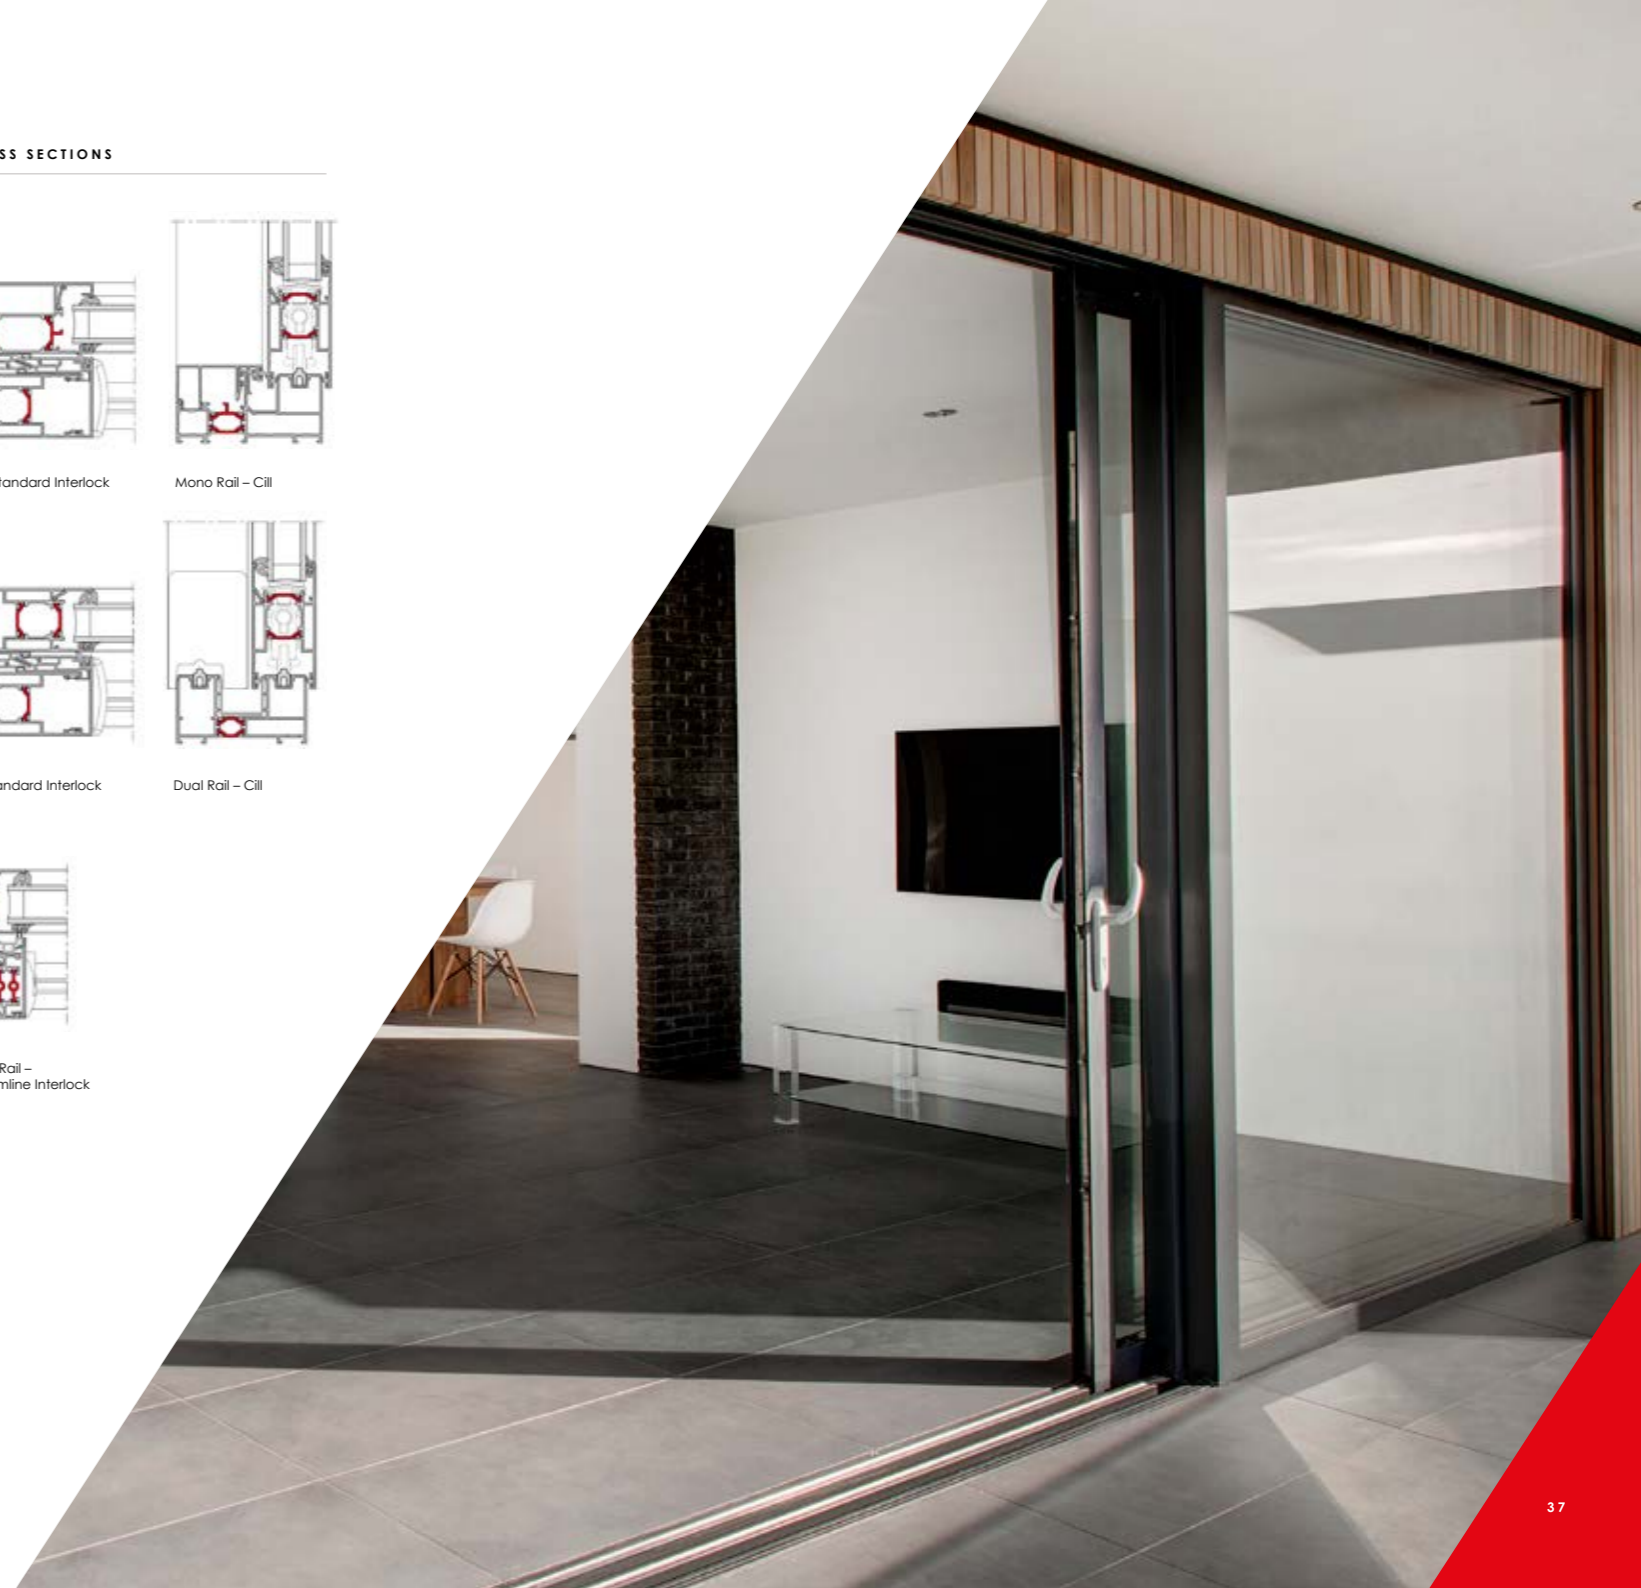 SS SECTIONS
tandard Interlock
Mono Rail – Cill
andard Interlock
Dual Rail – Cill
Rail –
mline Interlock
37